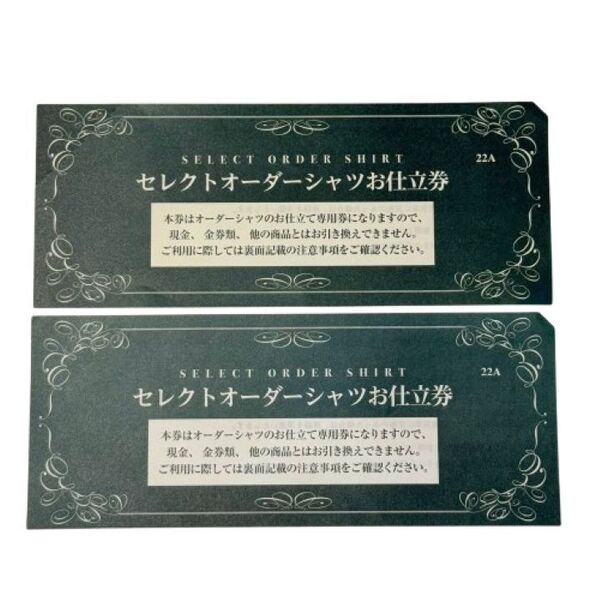 SELECT ORDER SHIRT 22A
セレクトオーダーシャツお仕立券
本券はオーダーシャツのお仕立て専用券になりますので、
現金、金券類、他の商品とはお引き換えできません。
ご利用に際しては裏面記載の注意事項をご確認ください。
SELECT ORDER SHIRT 22A
セレクトオーダーシャツお仕立券
本券はオーダーシャツのお仕立て専用券になりますので、
現金、金券類、他の商品とはお引き換えできません。
ご利用に際しては裏面記載の注意事項をご確認ください。